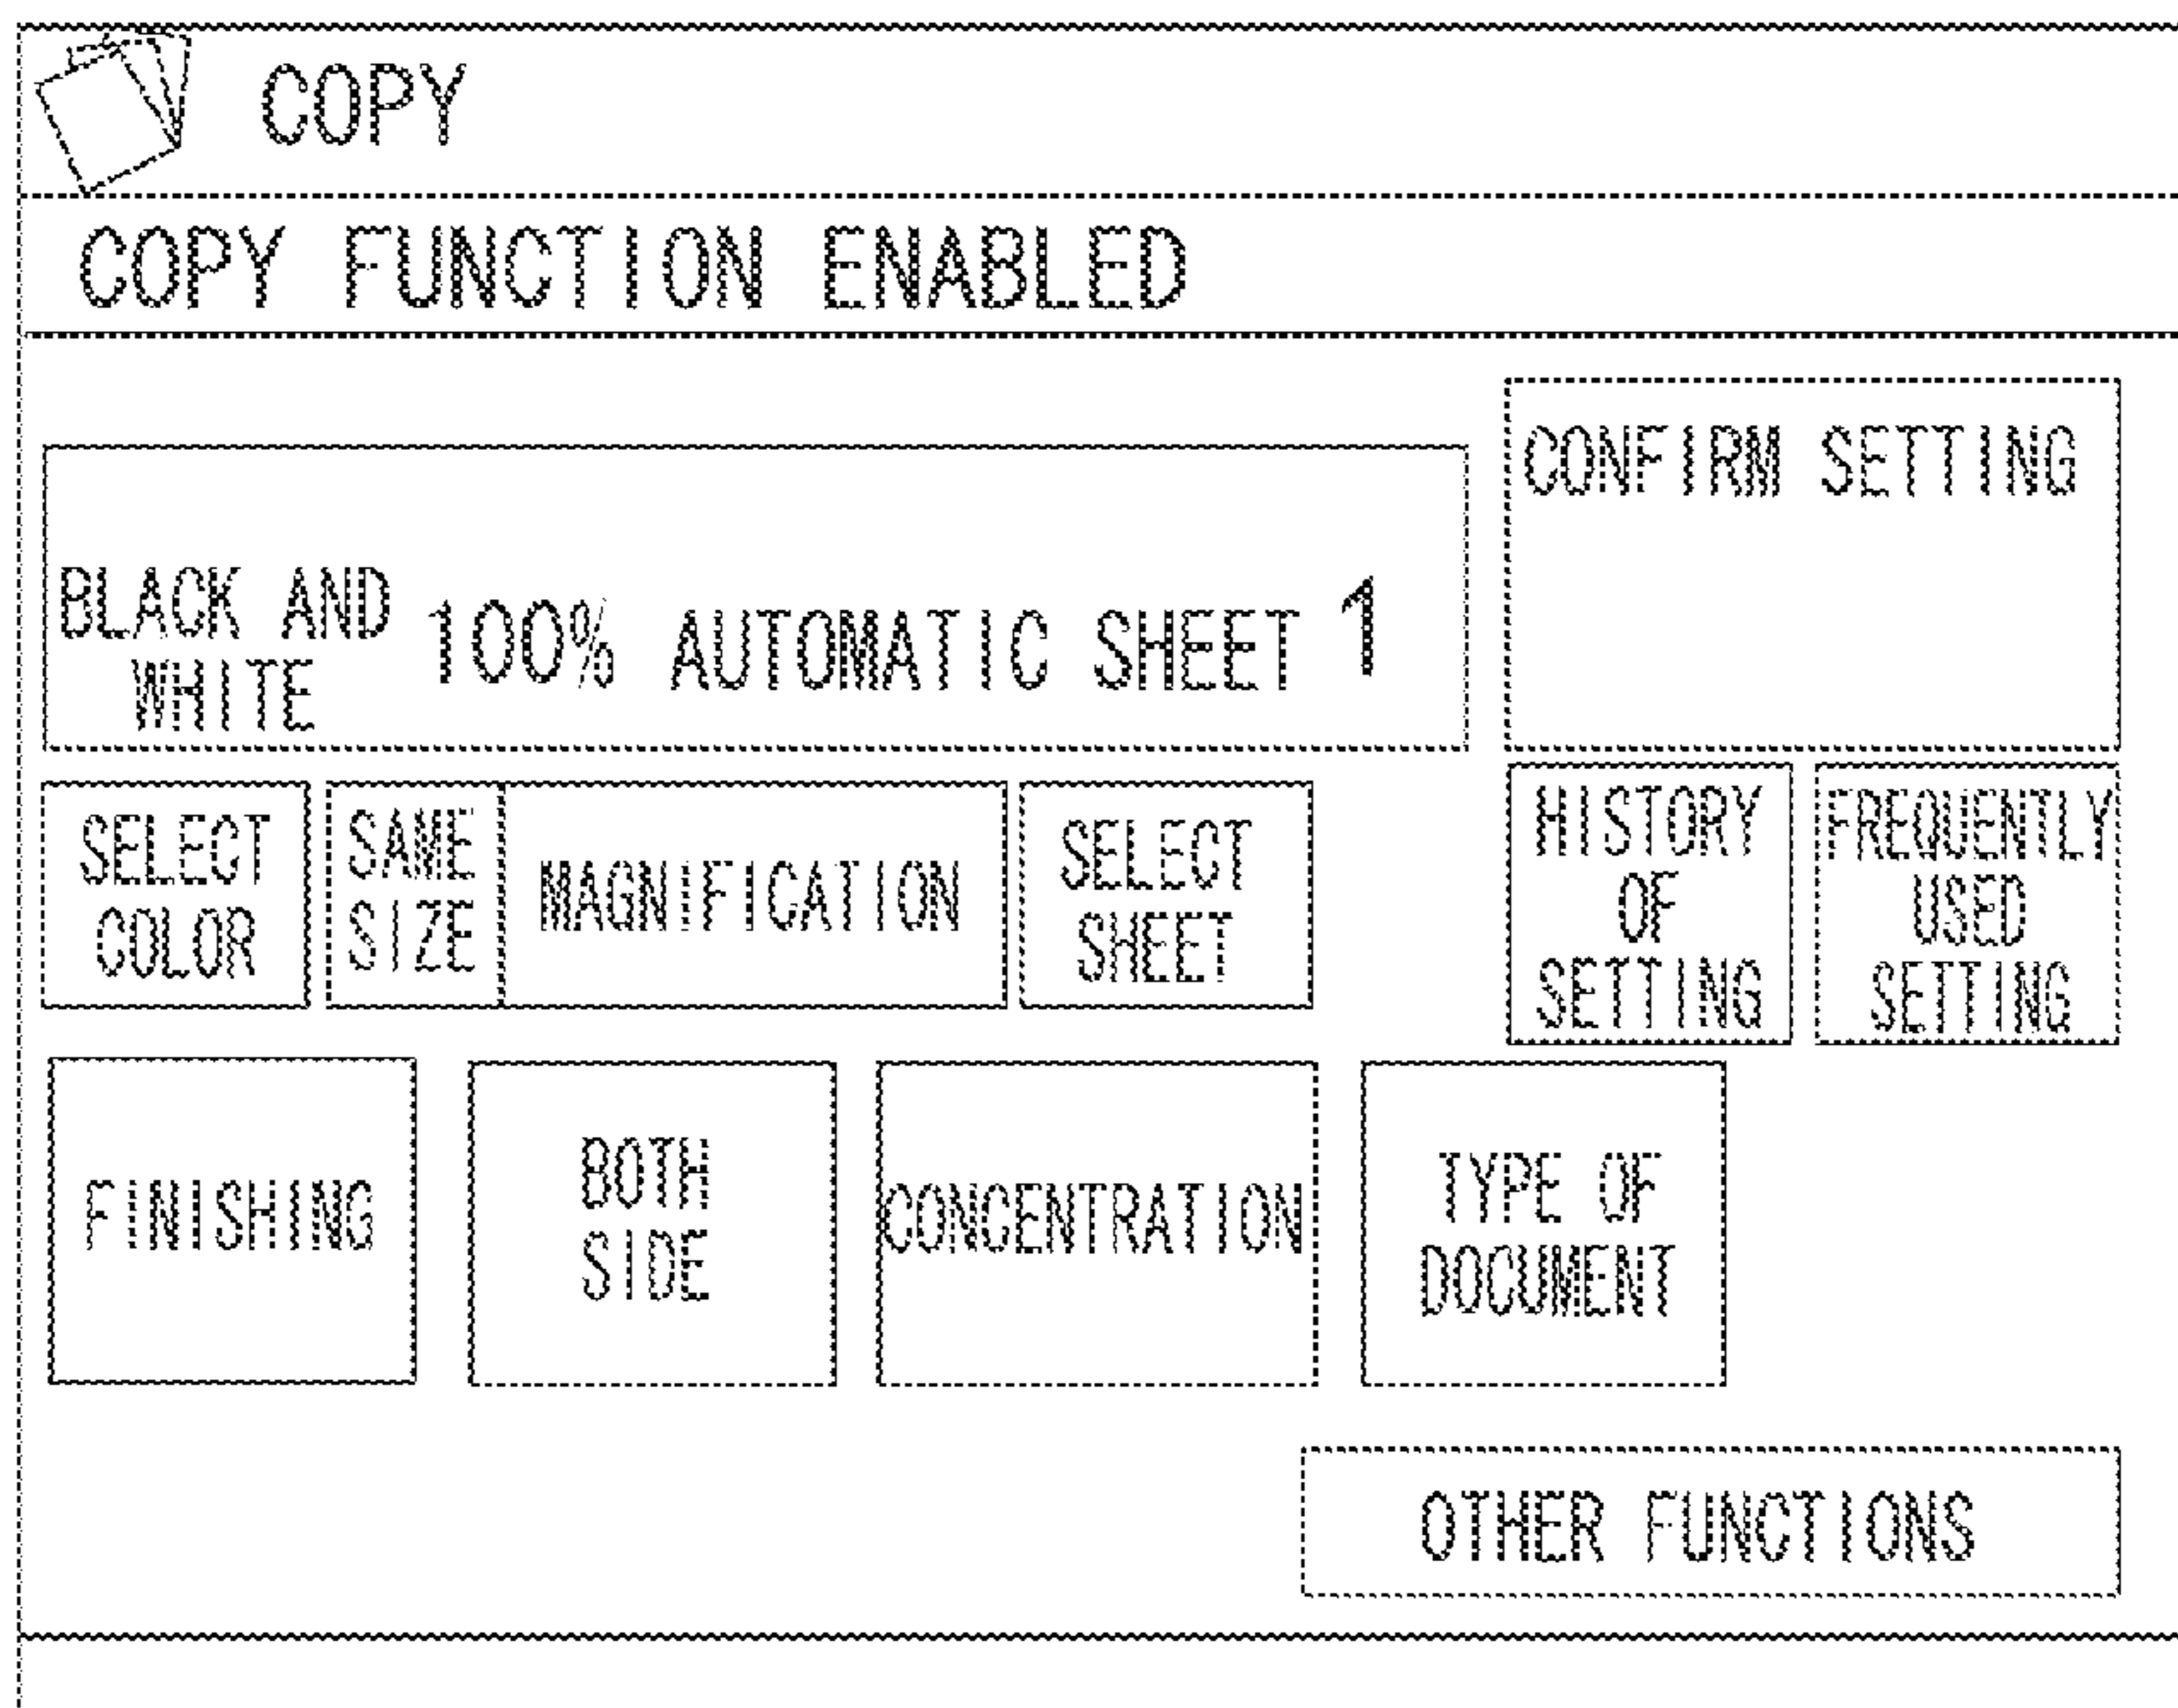 COPY
COPY FUNCTION ENABLED
CONFIRM SETTING
BLACK AND
WHITE
100% AUTOMATIC SHEET 1
SELECT
COLOR
SAME
SIZE
MAGNIFICATION
SELECT
SHEET
HISTORY
OF
SETTING
FREQUENTLY
USED
SETTING
FINISHING
BOTH
SIDE
CONCENTRATION
TYPE OF
DOCUMENT
OTHER FUNCTIONS